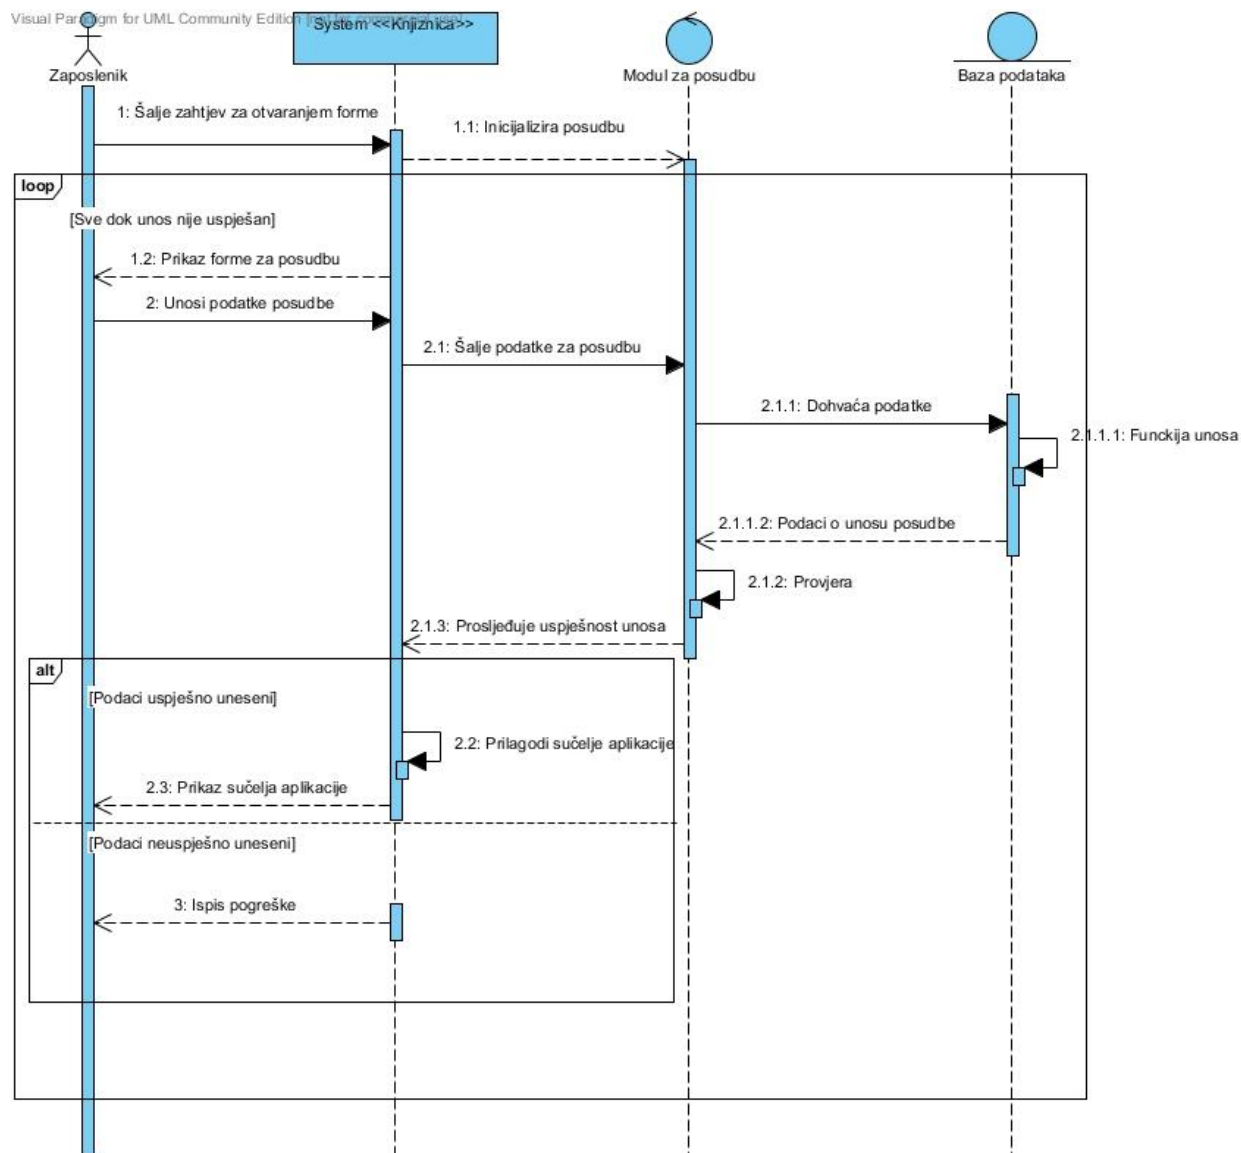 Visual Paradigm for UML Community Edition [not for commercial use]
System <<Knjiznica>>
Zaposlenik
Modul za posudbu
Baza podataka
1: Šalje zahtjev za otvaranjem forme
1.1: Inicijalizira posudbu
loop
[Sve dok unos nije uspješan]
1.2: Prikaz forme za posudbu
2: Unosi podatke posudbe
2.1: Šalje podatke za posudbu
2.1.1: Dohvaća podatke
2.1.1.1: Funckija unosa
2.1.1.2: Podaci o unosu posudbe
2.1.2: Provjera
2.1.3: Prosljeđuje uspješnost unosa
alt
[Podaci uspješno uneseni]
2.2: Prilagodi sučelje aplikacije
2.3: Prikaz sučelja aplikacije
[Podaci neuspješno uneseni]
3: Ispis pogreške